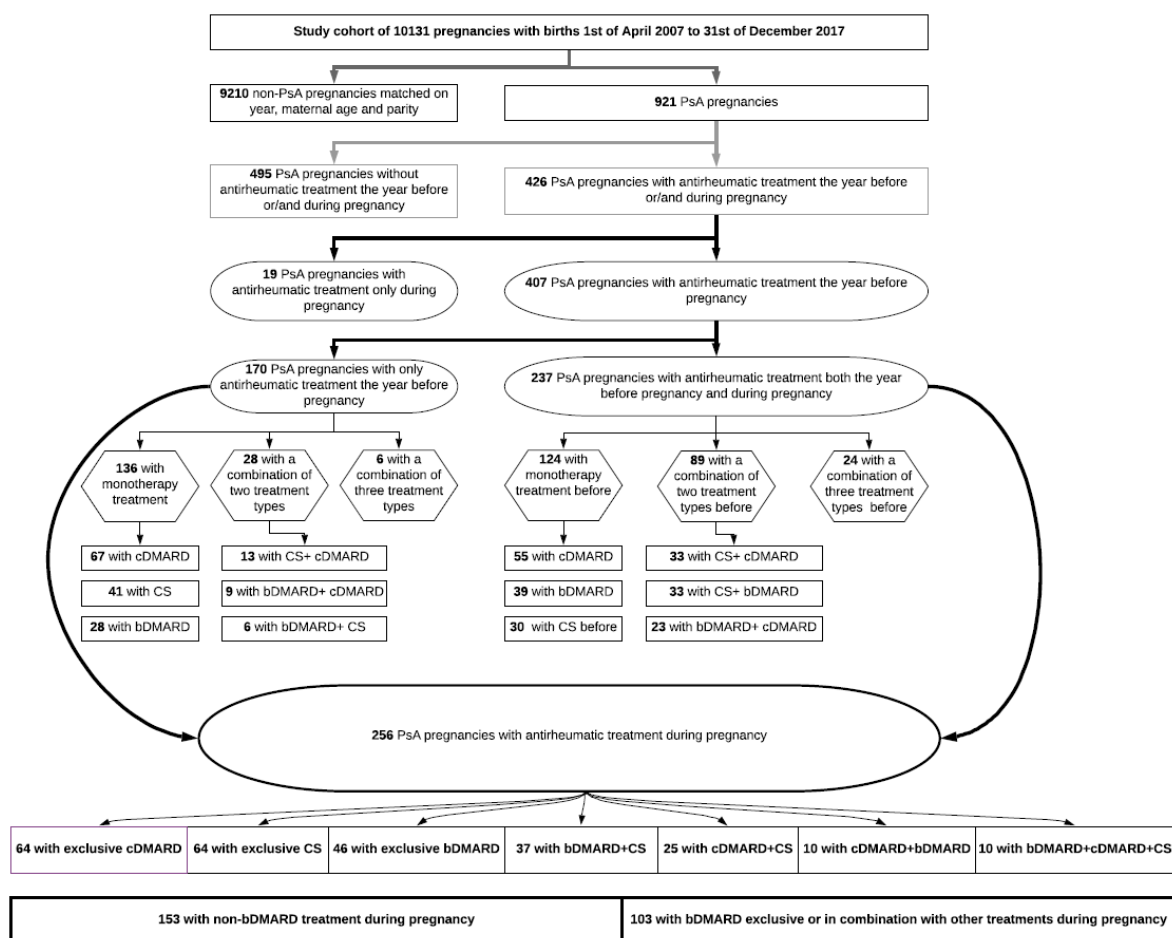 Study cohort of 10131 pregnancies with births 1st of April 2007 to 31st of December 2017
9210 non-PsA pregnancies matched on
year, maternal age and parity
921 PsA pregnancies
495 PsA pregnancies without
antirheumatic treatment the year before
or/and during pregnancy
426 PsA pregnancies with antirheumatic treatment the year before
or/and during pregnancy
19 PsA pregnancies with
antirheumatic treatment only during
pregnancy
407 PsA pregnancies with antirheumatic treatment the year before
pregnancy
170 PsA pregnancies with only
antirheumatic treatment the year before
pregnancy
237 PsA pregnancies with antirheumatic treatment both the year
before pregnancy and during pregnancy
136 with
monotherapy
treatment
28 with a
combination of
two treatment
types
6 with a
combination of
three treatment
types
124 with
monotherapy
treatment before
89 with a
combination of
two treatment
types before
24 with a
combination of
three treatment
types before
67 with cDMARD
41 with CS
28 with bDMARD
13 with CS+ cDMARD
9 with bDMARD+ cDMARD
6 with bDMARD+ CS
55 with cDMARD
39 with bDMARD
30 with CS before
33 with CS+ cDMARD
33 with CS+ bDMARD
23 with bDMARD+ cDMARD
256 PsA pregnancies with antirheumatic treatment during pregnancy
64 with exclusive cDMARD
64 with exclusive CS
46 with exclusive bDMARD
37 with bDMARD+CS
25 with cDMARD+CS
10 with cDMARD+bDMARD
10 with bDMARD+cDMARD+CS
153 with non-bDMARD treatment during pregnancy
103 with bDMARD exclusive or in combination with other treatments during pregnancy